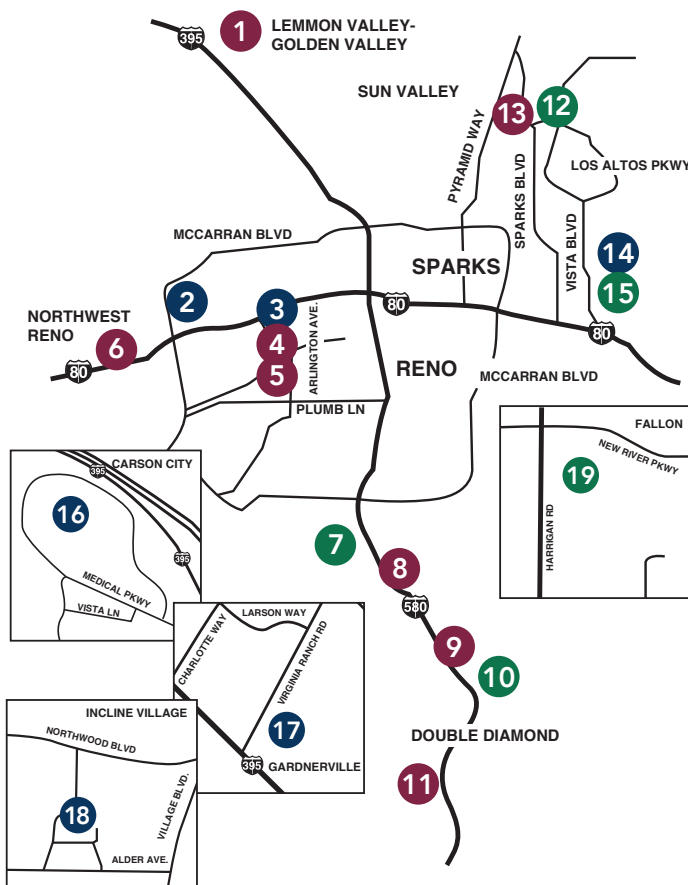 395
1
LEMMON VALLEY-
GOLDEN VALLEY
SUN VALLEY
13
12
PYRAMID WAY
SPARKS BLVD
LOS ALTOS PKWY
VISTA BLVD
MCCARRAN BLVD
SPARKS
14
15
2
3
80
80
NORTHWEST
RENO
6
80
4
5
ARLINGTON AVE.
RENO
MCCARRAN BLVD
PLUMB LN
FALLON
NEW RIVER PKWY
19
HARRIGAN RD
395
CARSON CITY
16
395
MEDICAL PKWY
VISTA LN
7
8
580
9
10
DOUBLE DIAMOND
11
LARSON WAY
CHARLOTTE WAY
VIRGINIA RANCH RD
17
395
GARDNERVILLE
INCLINE VILLAGE
NORTHWOOD BLVD
VILLAGE BLVD.
18
ALDER AVE.